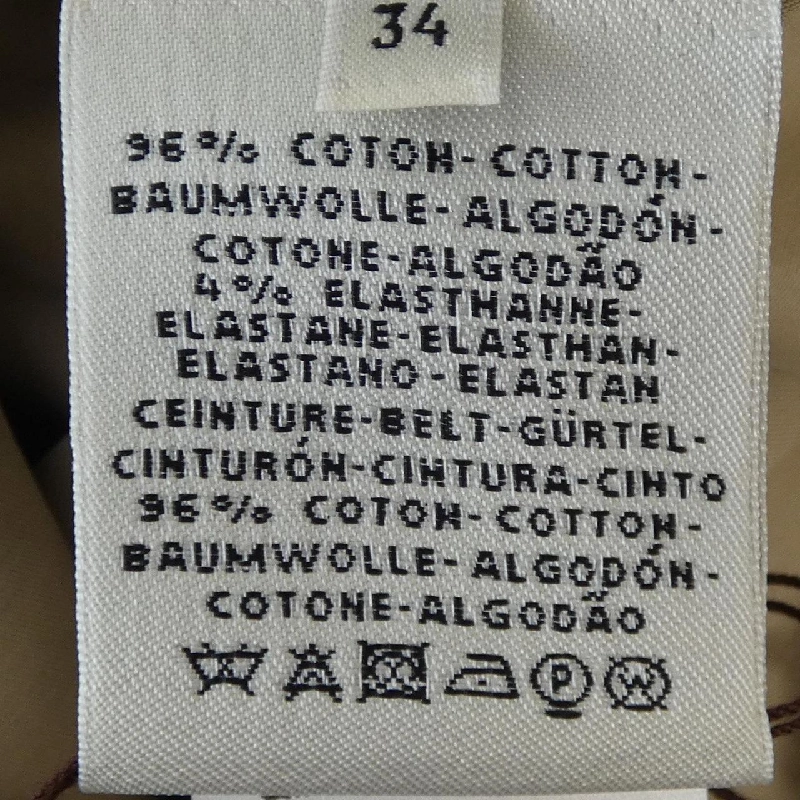 34
96% COTON-COTTON-
BAUMWOLLE-ALGODÓN-
COTONE-ALGODÃO
4% ELASTHANNE-
ELASTANE-ELASTHAN-
ELASTANO-ELASTAN
CEINTURE-BELT-GÜRTEL-
CINTURÓN-CINTURA-CINTO
96% COTON-COTTON-
BAUMWOLLE-ALGODÓN-
COTONE-ALGODÃO
P W